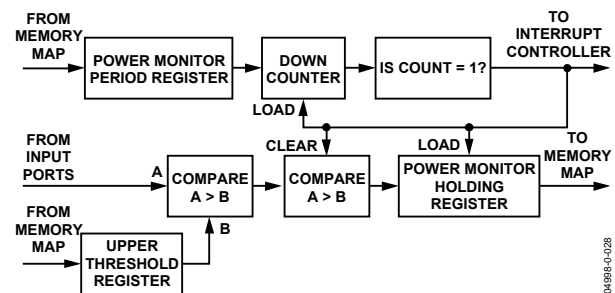 FROM
MEMORY
MAP
POWER MONITOR
PERIOD REGISTER
DOWN
COUNTER
IS COUNT = 1?
TO
INTERRUPT
CONTROLLER
LOAD
FROM
INPUT
PORTS
A
COMPARE
A > B
B
CLEAR
COMPARE
A > B
LOAD
POWER MONITOR
HOLDING
REGISTER
TO
MEMORY
MAP
FROM
MEMORY
MAP
UPPER
THRESHOLD
REGISTER
04998-0-028